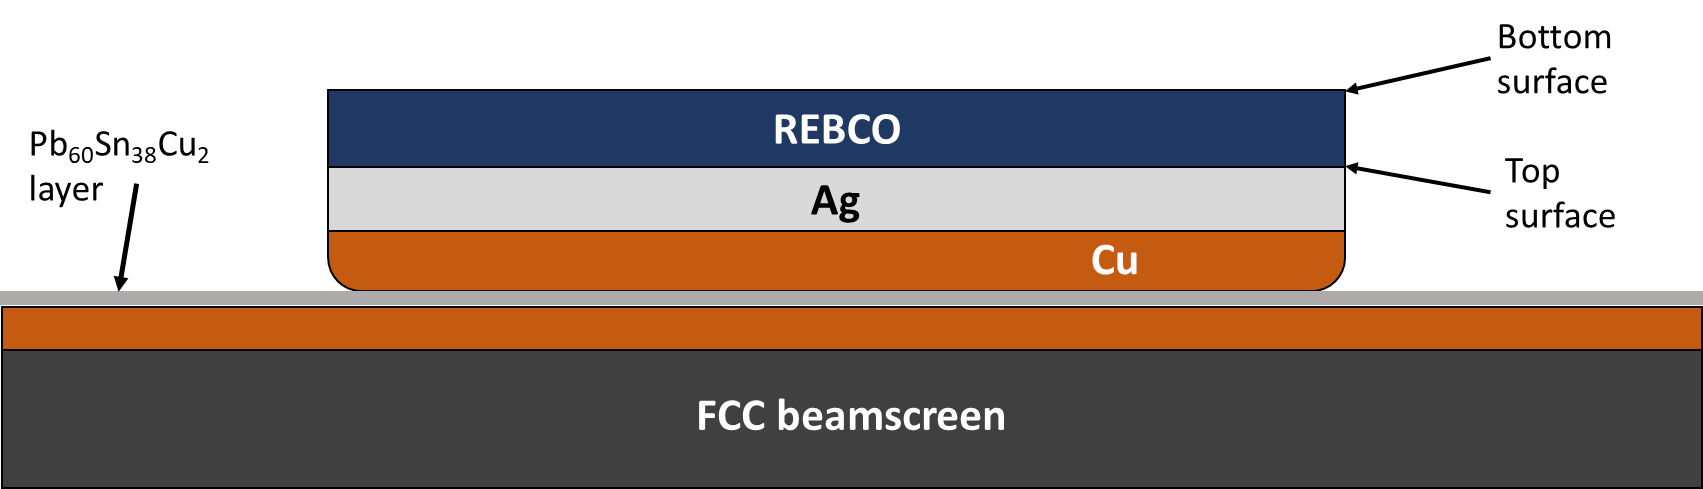 Bottom
surface
REBCO
Pb₆₀Sn₃₈Cu₂
layer
Top
surface
Ag
Cu
FCC beamscreen